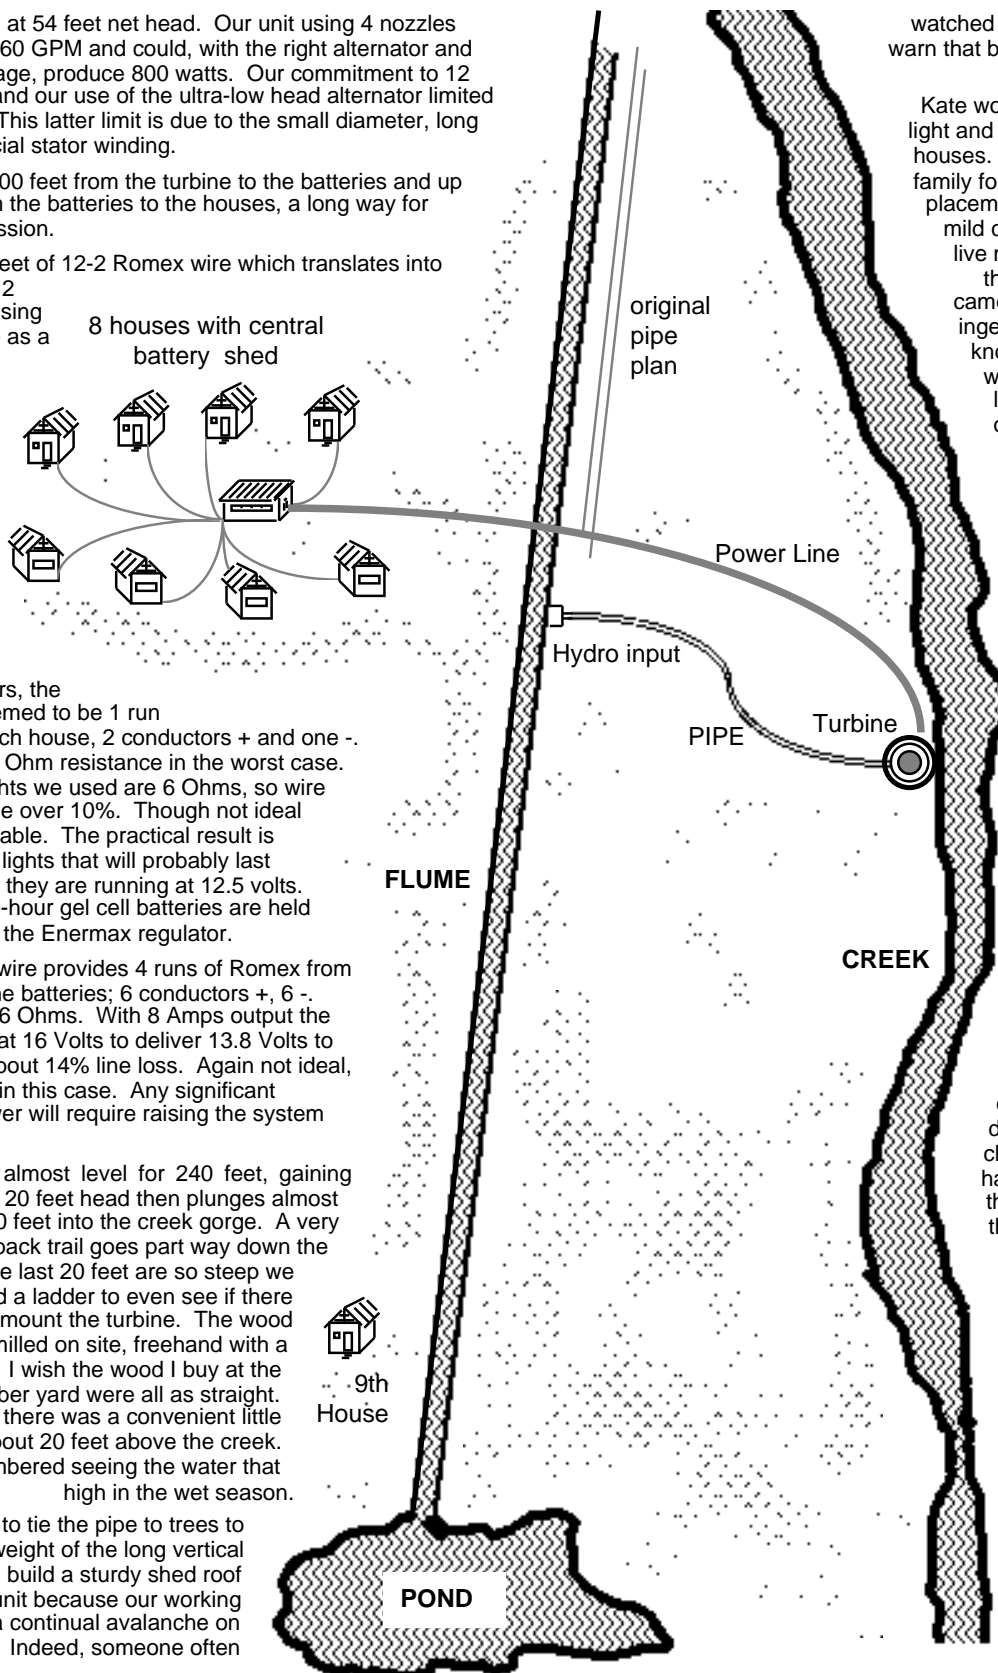 at 54 feet net head. Our unit using 4 nozzles
60 GPM and could, with the right alternator and
age, produce 800 watts. Our commitment to 12
and our use of the ultra-low head alternator limited
This latter limit is due to the small diameter, long
cial stator winding.
00 feet from the turbine to the batteries and up
n the batteries to the houses, a long way for
ssion.
eet of 12-2 Romex wire which translates into
2
sing
as a
8 houses with central
battery shed
original
pipe
plan
Power Line
Hydro input
PIPE
Turbine
FLUME
CREEK
9th
House
POND
rs, the
emed to be 1 run
ch house, 2 conductors + and one -.
Ohm resistance in the worst case.
hts we used are 6 Ohms, so wire
e over 10%. Though not ideal
able. The practical result is
lights that will probably last
they are running at 12.5 volts.
-hour gel cell batteries are held
the Enermax regulator.
wire provides 4 runs of Romex from
ne batteries; 6 conductors +, 6 -.
6 Ohms. With 8 Amps output the
at 16 Volts to deliver 13.8 Volts to
bout 14% line loss. Again not ideal,
in this case. Any significant
wer will require raising the system
almost level for 240 feet, gaining
20 feet head then plunges almost
0 feet into the creek gorge. A very
back trail goes part way down the
e last 20 feet are so steep we
d a ladder to even see if there
mount the turbine. The wood
milled on site, freehand with a
I wish the wood I buy at the
ber yard were all as straight.
there was a convenient little
bout 20 feet above the creek.
mbered seeing the water that
high in the wet season.
to tie the pipe to trees to
weight of the long vertical
build a sturdy shed roof
unit because our working
a continual avalanche on
Indeed, someone often
watched
warn that b
Kate wo
light and
houses.
family fo
placem
mild c
live r
th
came
inge
kno
w
l
c
d
cl
ha
th
th